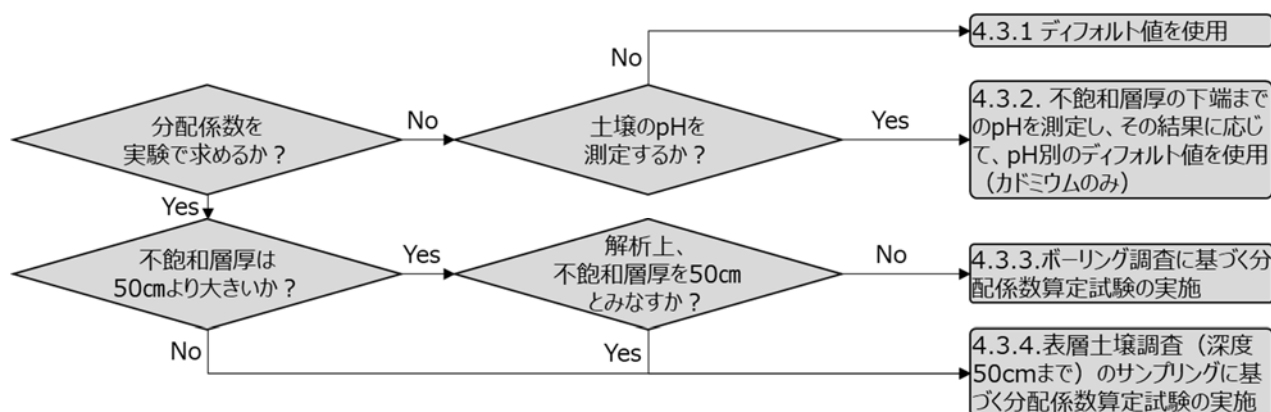 4.3.1 ディフォルト値を使用
No
分配係数を
実験で求めるか？
No
土壌のpHを
測定するか？
Yes
4.3.2. 不飽和層厚の下端まで
のpHを測定し、その結果に応じ
て、pH別のディフォルト値を使用
（カドミウムのみ）
Yes
不飽和層厚は
50㎝より大きいか？
Yes
解析上、
不飽和層厚を50㎝
とみなすか？
No
4.3.3.ボーリング調査に基づく分
配係数算定試験の実施
No
Yes
4.3.4.表層土壌調査（深度
50cmまで）のサンプリングに基
づく分配係数算定試験の実施